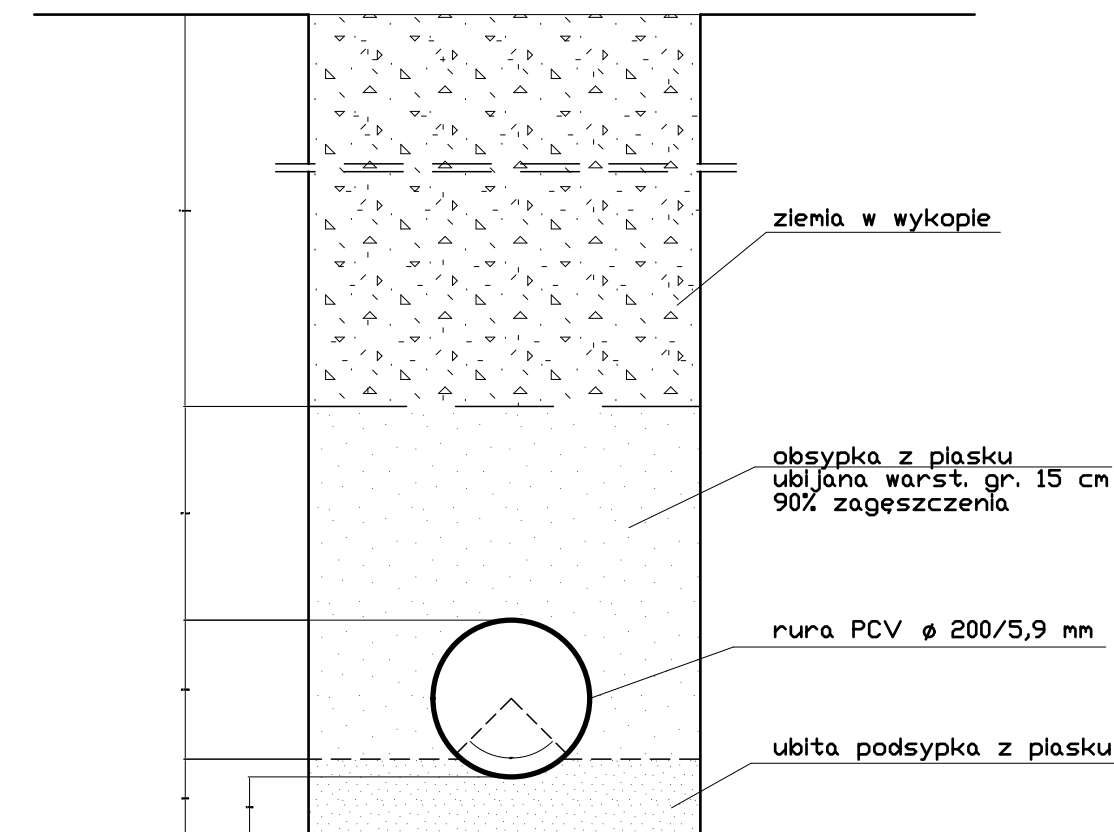 ziemia w wykopie
obsypka z piasku
ubijana warst. gr. 15 cm
90% zagęszczenia
rura PCV ø 200/5,9 mm
ubita podsypka z piasku